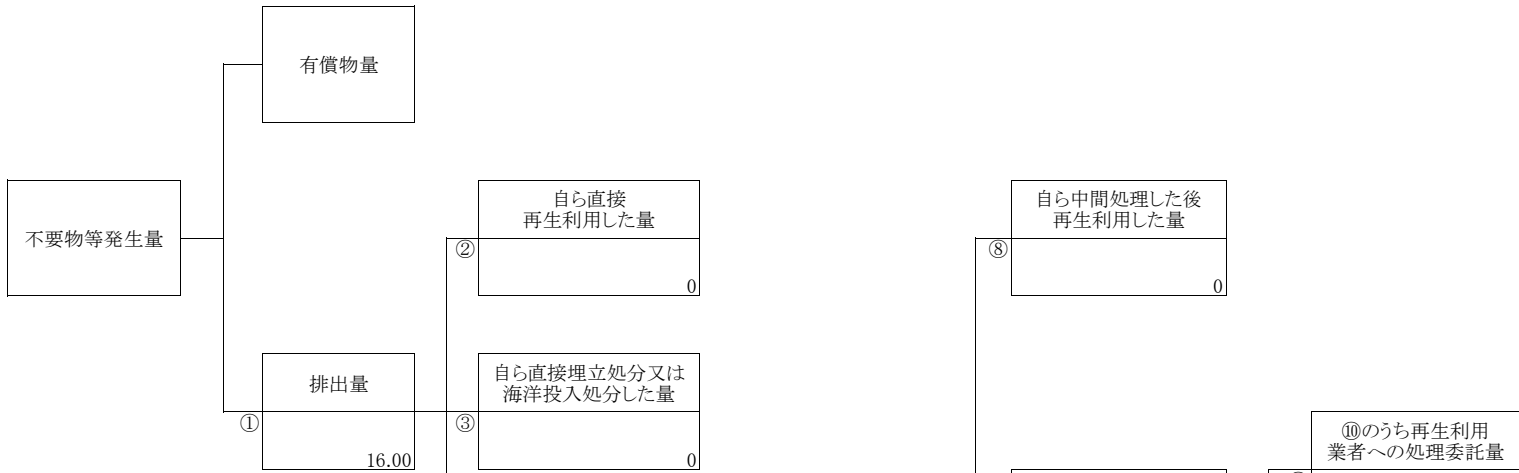 有償物量
不要物等発生量
自ら直接
再生利用した量
②
0
自ら中間処理した後
再生利用した量
⑧
0
排出量
①
16.00
自ら直接埋立処分又は
海洋投入処分した量
③
0
⑩のうち再生利用
業者への処理委託量